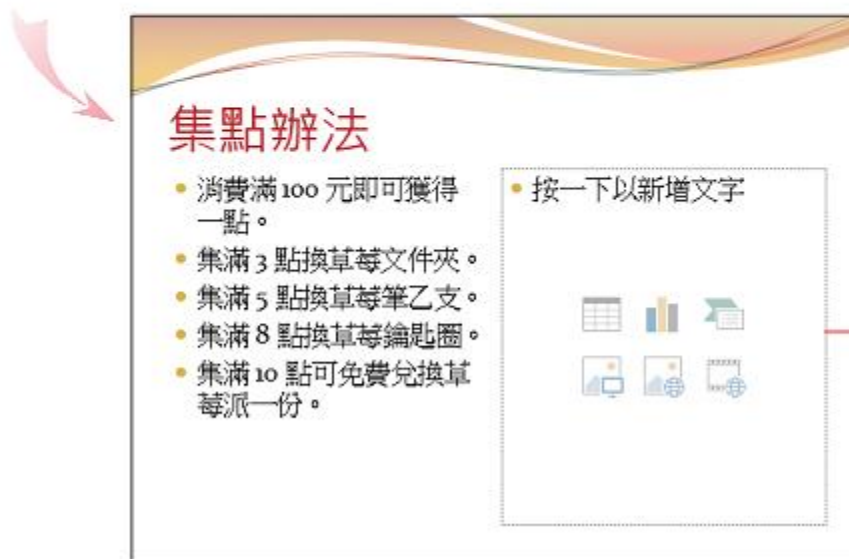 集點辦法
• 消費滿 100 元即可獲得
一點。
• 集滿 3 點換草莓文件夾。
• 集滿 5 點換草莓筆乙支。
• 集滿 8 點換草莓鑰匙圈。
• 集滿 10 點可免費兌換草
莓派一份。
• 按一下以新增文字